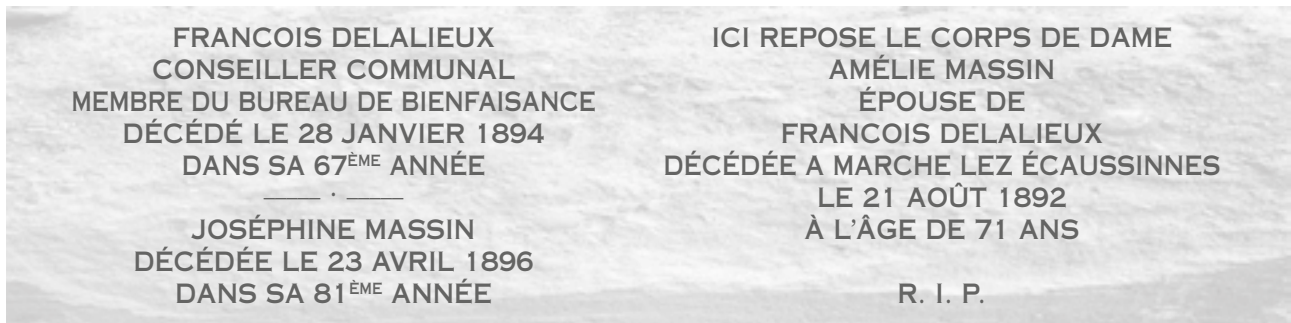 FRANCOIS DELALIEUX
CONSEILLER COMMUNAL
MEMBRE DU BUREAU DE BIENFAISANCE
DÉCÉDÉ LE 28 JANVIER 1894
DANS SA 67ÈME ANNÉE
JOSÉPHINE MASSIN
DÉCÉDÉE LE 23 AVRIL 1896
DANS SA 81ÈME ANNÉE
ICI REPOSE LE CORPS DE DAME
AMÉLIE MASSIN
ÉPOUSE DE
FRANCOIS DELALIEUX
DÉCÉDÉE A MARCHE LEZ ÉCAUSSINNES
LE 21 AOÛT 1892
À L'ÂGE DE 71 ANS
R. I. P.